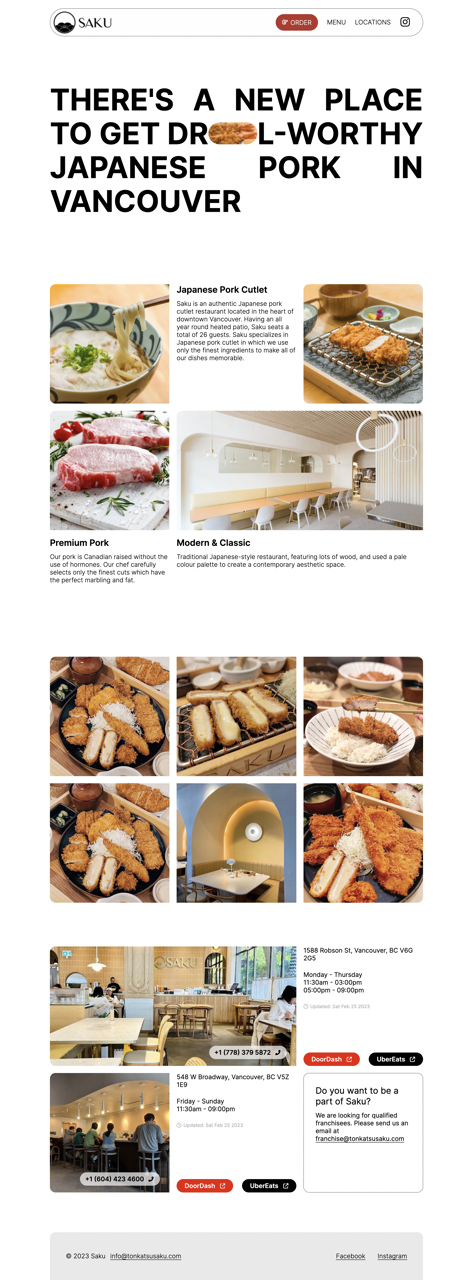 SAKU
ORDER
MENU
LOCATIONS
THERE'S A NEW PLACE
TO GET DR L-WORTHY
JAPANESE PORK IN
VANCOUVER
Japanese Pork Cutlet
Saku is an authentic Japanese pork
cutlet restaurant located in the heart of
downtown Vancouver. Having an all
year round heated patio, Saku seats a
total of 26 guests. Saku specializes in
Japanese pork cutlet in which we use
only the finest ingredients to make all of
our dishes memorable.
Premium Pork
Our pork is Canadian raised without the
use of hormones. Our chef carefully
selects only the finest cuts which have
the perfect marbling and fat.
Modern & Classic
Traditional Japanese-style restaurant, featuring lots of wood, and used a pale
colour palette to create a contemporary aesthetic space.
SAKU
SAKU
+1 (778) 379 5872
1588 Robson St, Vancouver, BC V6G
2G5
Monday - Thursday
11:30am - 03:00pm
05:00pm - 09:00pm
Updated: Sat Feb 25 2023
DoorDash
UberEats
+1 (604) 423 4600
548 W Broadway, Vancouver, BC V5Z
1E9
Friday - Sunday
11:30am - 09:00pm
Updated: Sat Feb 25 2023
DoorDash
UberEats
Do you want to be a
part of Saku?
We are looking for qualified
franchisees. Please send us an
email at
franchise@tonkatsusaku.com
© 2023 Saku info@tonkatsusaku.com
Facebook
Instagram